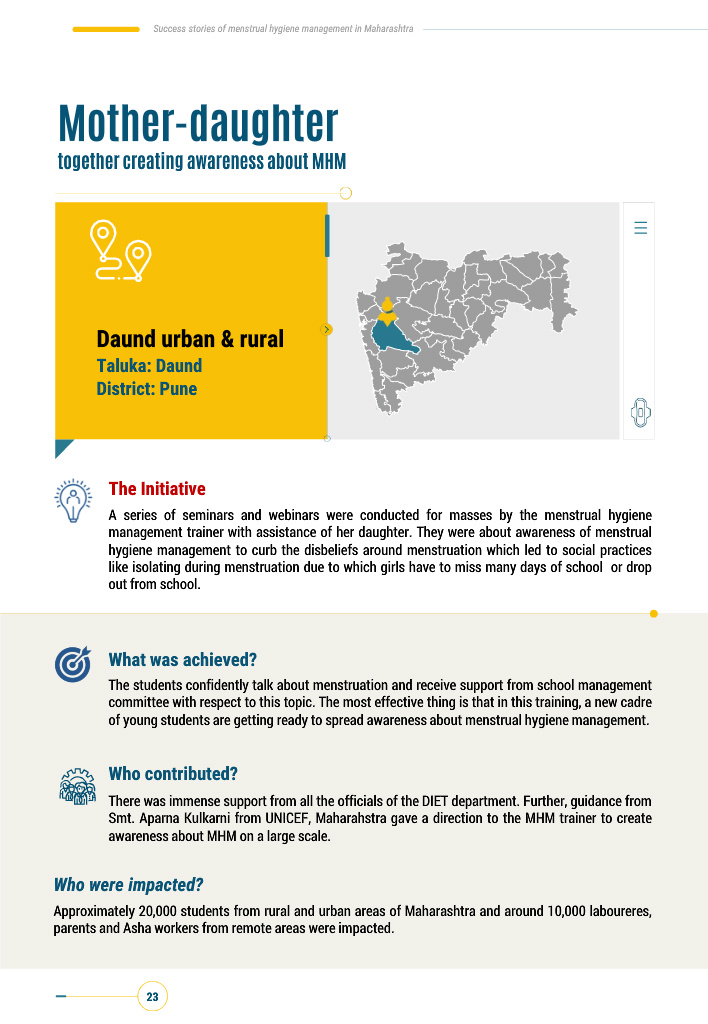 Success stories of menstrual hygiene management in Maharashtra
Mother-daughter
together creating awareness about MHM
Daund urban & rural
Taluka: Daund
District: Pune
The Initiative
A series of seminars and webinars were conducted for masses by the menstrual hygiene
management trainer with assistance of her daughter. They were about awareness of menstrual
hygiene management to curb the disbeliefs around menstruation which led to social practices
like isolating during menstruation due to which girls have to miss many days of school or drop
out from school.
What was achieved?
The students confidently talk about menstruation and receive support from school management
committee with respect to this topic. The most effective thing is that in this training, a new cadre
of young students are getting ready to spread awareness about menstrual hygiene management.
Who contributed?
There was immense support from all the officials of the DIET department. Further, guidance from
Smt. Aparna Kulkarni from UNICEF, Maharahstra gave a direction to the MHM trainer to create
awareness about MHM on a large scale.
Who were impacted?
Approximately 20,000 students from rural and urban areas of Maharashtra and around 10,000 laboureres,
parents and Asha workers from remote areas were impacted.
23